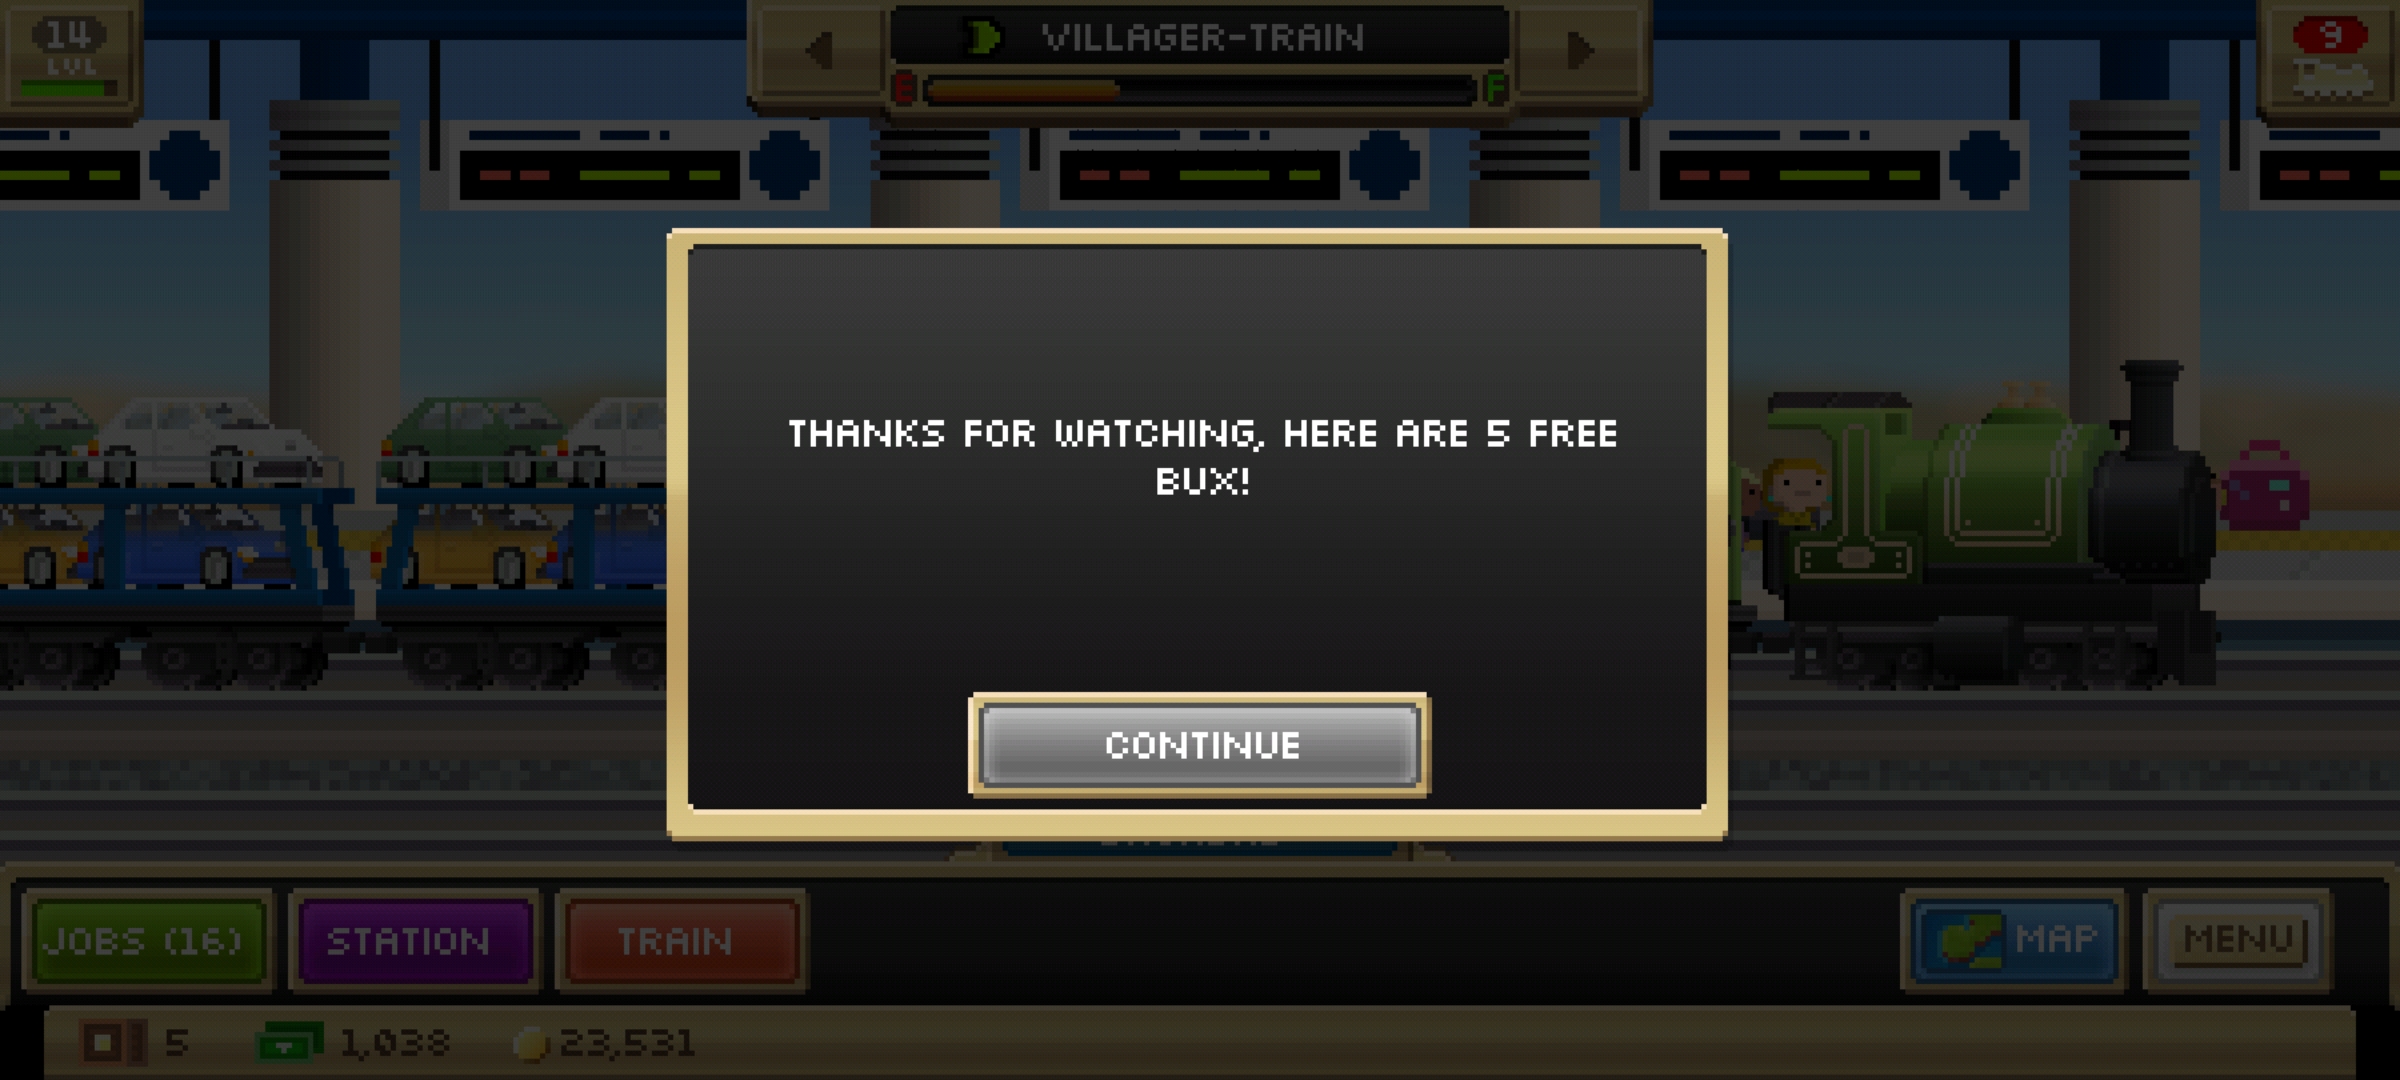 14
LVL
VILLAGER-TRAIN
E F
9
THANKS FOR WATCHING, HERE ARE 5 FREE
BUX!
CONTINUE
JOBS (16)
STATION
TRAIN
MAP
MENU
5
1,038
23,531